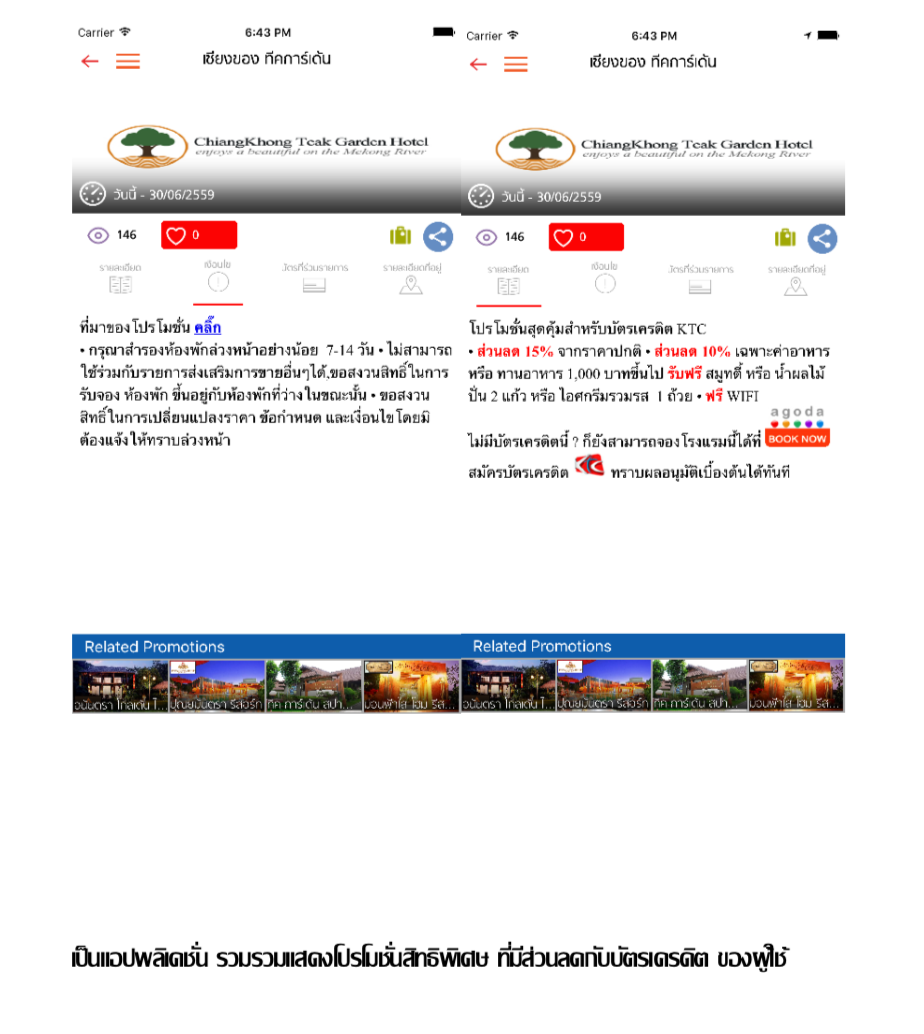 Carrier 6:43 PM
เชียงของ ทีคการ์เด้น
ChiangKhong Teak Garden Hotel
enjoys a beautiful on the Mekong River
วันนี้ - 30/06/2559
146 0
รายละเอียด เงื่อนไข บัตรที่ร่วมรายการ รายละเอียดที่อยู่
ที่มาของโปรโมชั่น คลิ๊ก
• กรุณาสำรองห้องพักล่วงหน้าอย่างน้อย 7-14 วัน • ไม่สามารถ
ใช้ร่วมกับรายการส่งเสริมการขายอื่นๆได้,ขอสงวนสิทธิ์ในการ
รับจอง ห้องพัก ขึ้นอยู่กับห้องพักที่ว่างในขณะนั้น • ขอสงวน
สิทธิ์ในการเปลี่ยนแปลงราคา ข้อกำหนด และเงื่อนไขโดยมิ
ต้องแจ้งให้ทราบล่วงหน้า
Related Promotions
อนันตรา โกลเด้น ไ... ปุณยมันตรา รีสอร์ท ทีค การ์เด้น สปา... ม่อนฟ้าใส โฮม รีส...
Carrier 6:43 PM
เชียงของ ทีคการ์เด้น
ChiangKhong Teak Garden Hotel
enjoys a beautiful on the Mekong River
วันนี้ - 30/06/2559
146 0
รายละเอียด เงื่อนไข บัตรที่ร่วมรายการ รายละเอียดที่อยู่
โปรโมชั่นสุดคุ้มสำหรับบัตรเครดิต KTC
• ส่วนลด 15% จากราคาปกติ • ส่วนลด 10% เฉพาะค่าอาหาร
หรือ ทานอาหาร 1,000 บาทขึ้นไป รับฟรี สมูทตี้ หรือ น้ำผลไม้
ปั่น 2 แก้ว หรือ ไอศกรีมรวมรส 1 ถ้วย • ฟรี WIFI
agoda
ไม่มีบัตรเครดิตนี้ ? ก็ยังสามารถจองโรงแรมนี้ได้ที่ BOOK NOW
สมัครบัตรเครดิต ทราบผลอนุมัติเบื้องต้นได้ทันที
Related Promotions
อนันตรา โกลเด้น ไ... ปุณยมันตรา รีสอร์ท ทีค การ์เด้น สปา... ม่อนฟ้าใส โฮม รีส...
เป็นแอปพลิเคชั่น รวมรวมแสดงโปรโมชั่นสิทธิพิเศษ ที่มีส่วนลดกับบัตรเครดิต ของผู้ใช้